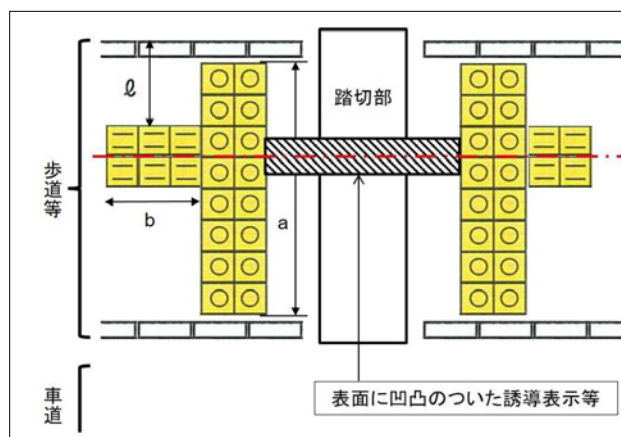 ℓ
踏切部
歩道等
b
a
車道
表面に凹凸のついた誘導表示等